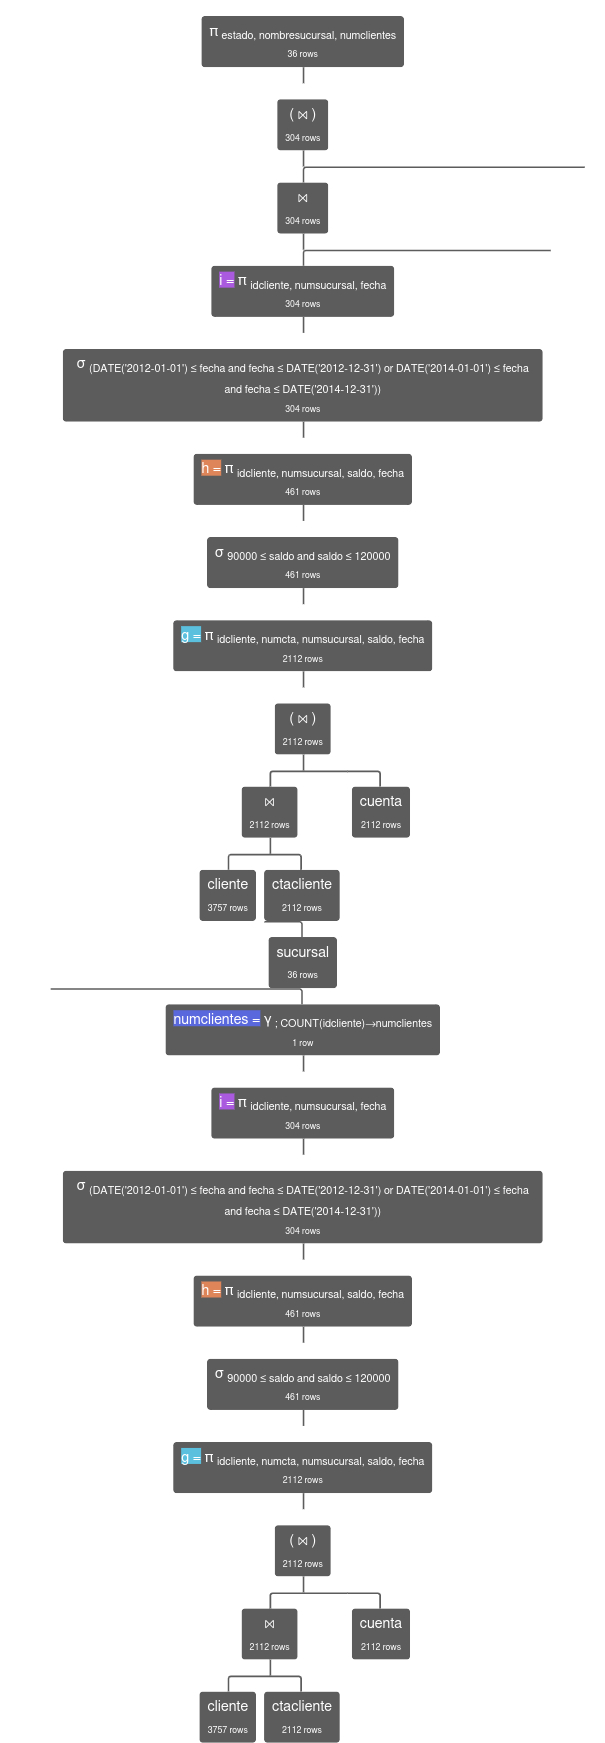 π estado, nombresucursal, numclientes
36 rows
( ⋈ )
304 rows
⋈
304 rows
i = π idcliente, numsucursal, fecha
304 rows
σ (DATE('2012-01-01') ≤ fecha and fecha ≤ DATE('2012-12-31') or DATE('2014-01-01') ≤ fecha
and fecha ≤ DATE('2014-12-31'))
304 rows
h = π idcliente, numsucursal, saldo, fecha
461 rows
σ 90000 ≤ saldo and saldo ≤ 120000
461 rows
g = π idcliente, numcta, numsucursal, saldo, fecha
2112 rows
( ⋈ )
2112 rows
⋈ cuenta
2112 rows 2112 rows
cliente ctacliente
3757 rows 2112 rows
sucursal
36 rows
numclientes = γ ; COUNT(idcliente)→numclientes
1 row
i = π idcliente, numsucursal, fecha
304 rows
σ (DATE('2012-01-01') ≤ fecha and fecha ≤ DATE('2012-12-31') or DATE('2014-01-01') ≤ fecha
and fecha ≤ DATE('2014-12-31'))
304 rows
h = π idcliente, numsucursal, saldo, fecha
461 rows
σ 90000 ≤ saldo and saldo ≤ 120000
461 rows
g = π idcliente, numcta, numsucursal, saldo, fecha
2112 rows
( ⋈ )
2112 rows
⋈ cuenta
2112 rows 2112 rows
cliente ctacliente
3757 rows 2112 rows